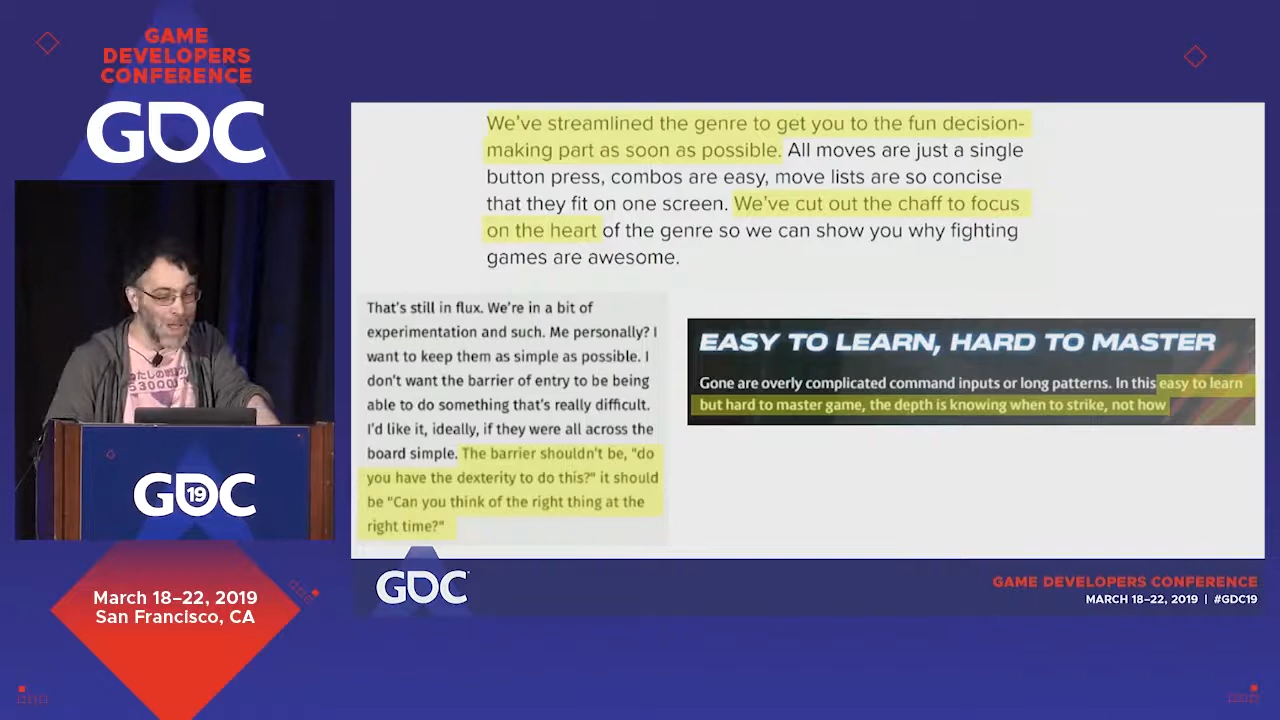 GAME
DEVELOPERS
CONFERENCE
GDC
We've streamlined the genre to get you to the fun decision-
making part as soon as possible. All moves are just a single
button press, combos are easy, move lists are so concise
that they fit on one screen. We've cut out the chaff to focus
on the heart of the genre so we can show you why fighting
games are awesome.
That's still in flux. We're in a bit of
experimentation and such. Me personally? I
want to keep them as simple as possible. I
don't want the barrier of entry to be being
able to do something that's really difficult.
I'd like it, ideally, if they were all across the
board simple. The barrier shouldn't be, "do
you have the dexterity to do this?" it should
be "Can you think of the right thing at the
right time?"
EASY TO LEARN, HARD TO MASTER
Gone are overly complicated command inputs or long patterns. In this easy to learn
but hard to master game, the depth is knowing when to strike, not how
530000
GDC
19
March 18–22, 2019
San Francisco, CA
GDC
GAME DEVELOPERS CONFERENCE
MARCH 18–22, 2019 | #GDC19